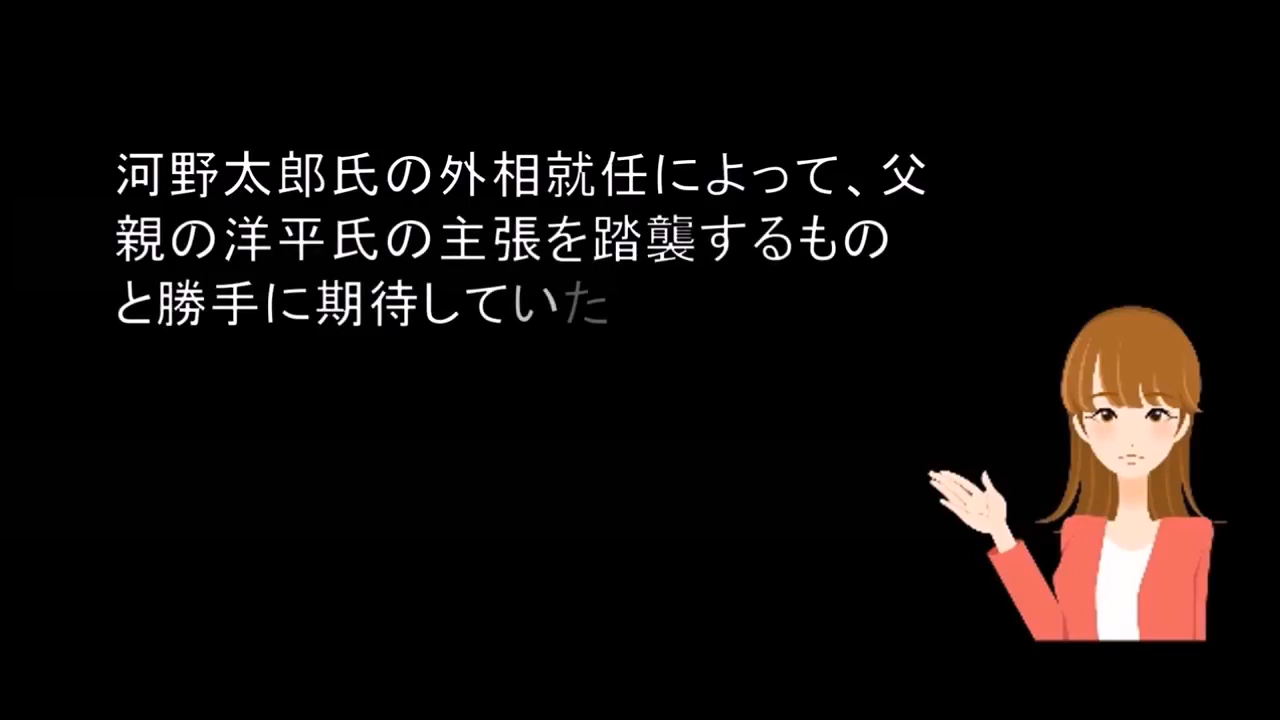 河野太郎氏の外相就任によって、父
親の洋平氏の主張を踏襲するもの
と勝手に期待していた